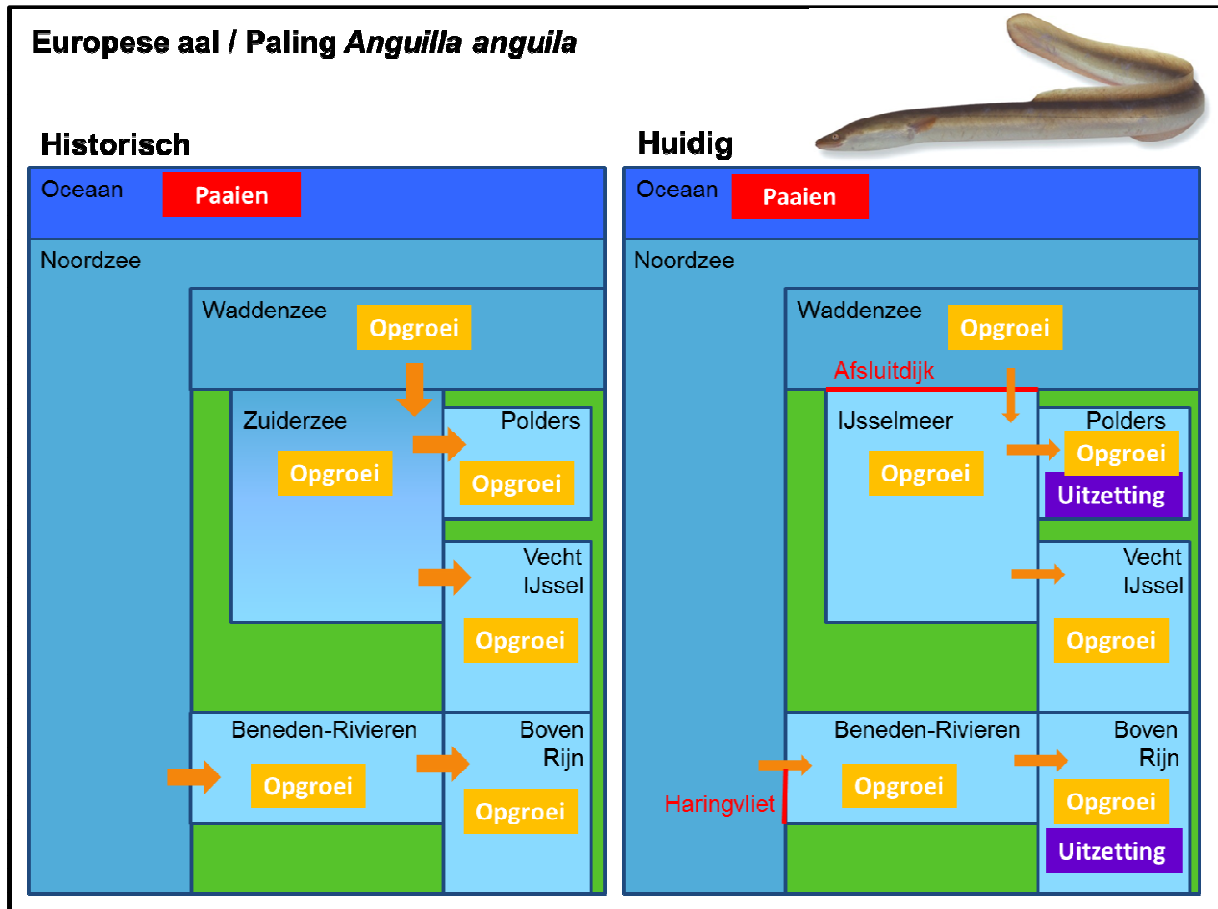 Europese aal / Paling Anguilla anguila
Historisch
Oceaan
Paaien
Noordzee
Waddenzee
Opgroei
Zuiderzee
Opgroei
Polders
Opgroei
Vecht
IJssel
Opgroei
Beneden-Rivieren
Opgroei
Boven
Rijn
Opgroei
Huidig
Oceaan
Paaien
Noordzee
Waddenzee
Opgroei
Afsluitdijk
IJsselmeer
Opgroei
Polders
Opgroei
Uitzetting
Vecht
IJssel
Opgroei
Beneden-Rivieren
Opgroei
Haringvliet
Boven
Rijn
Opgroei
Uitzetting